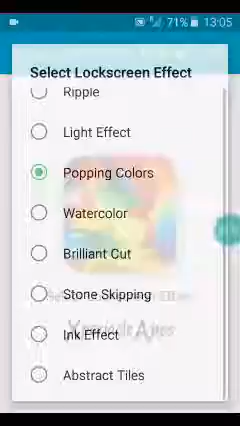 71% 13:05
Select Lockscreen Effect
Ripple
Light Effect
Popping Colors
Watercolor
Brilliant Cut
Stone Skipping
Ink Effect
Abstract Tiles